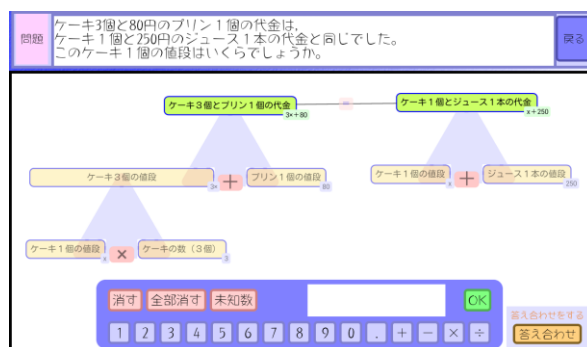 問題
ケーキ3個と80円のプリン1個の代金は,
ケーキ1個と250円のジュース1本の代金と同じでした。
このケーキ1個の値段はいくらでしょうか。
戻る
ケーキ3個とプリン1個の代金
3x+80
=
ケーキ1個とジュース1本の代金
x+250
ケーキ3個の値段
3x
+
プリン1個の値段
80
ケーキ1個の値段
x
+
ジュース1本の値段
250
ケーキ1個の値段
x
×
ケーキの数(3個)
3
消す 全部消す 未知数 OK
1 2 3 4 5 6 7 8 9 0 . + − × ÷
答え合わせをする
答え合わせ